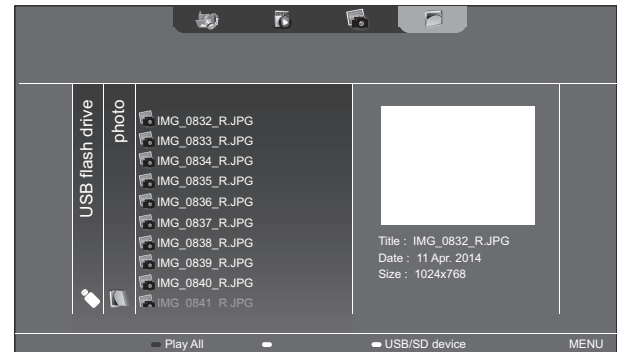 USB flash drive
photo
IMG_0832_R.JPG
IMG_0833_R.JPG
IMG_0834_R.JPG
IMG_0835_R.JPG
IMG_0836_R.JPG
IMG_0837_R.JPG
IMG_0838_R.JPG
IMG_0839_R.JPG
IMG_0840_R.JPG
IMG_0841_R.JPG
Title : IMG_0832_R.JPG
Date : 11 Apr. 2014
Size : 1024x768
Play All
USB/SD device
MENU